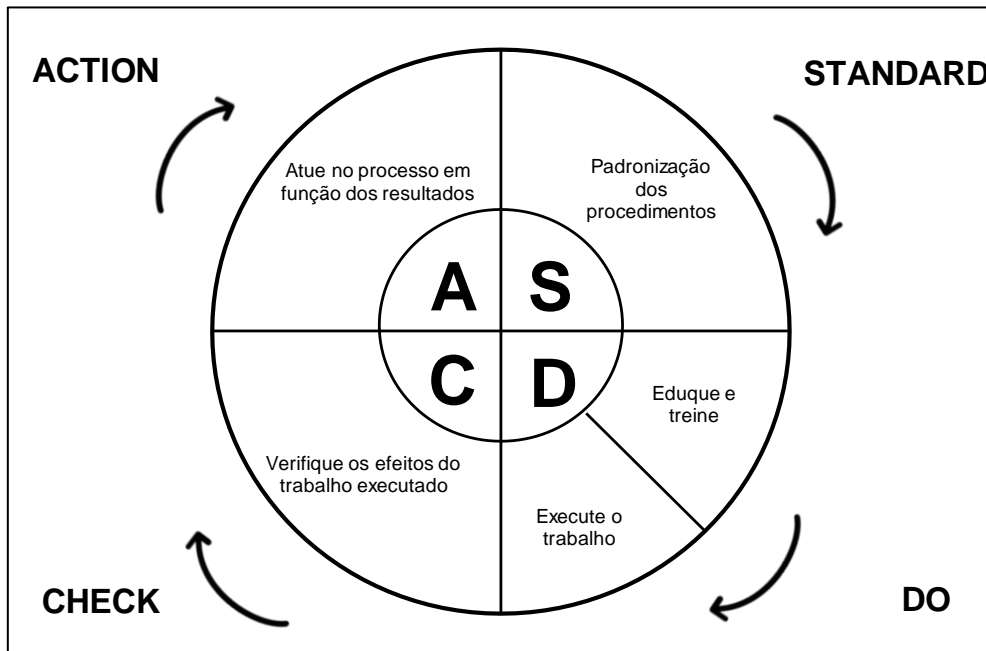 ACTION
STANDARD
Atue no processo em
função dos resultados
Padronização
dos
procedimentos
A
S
C
D
Eduque e
treine
Verifique os efeitos do
trabalho executado
Execute o
trabalho
CHECK
DO